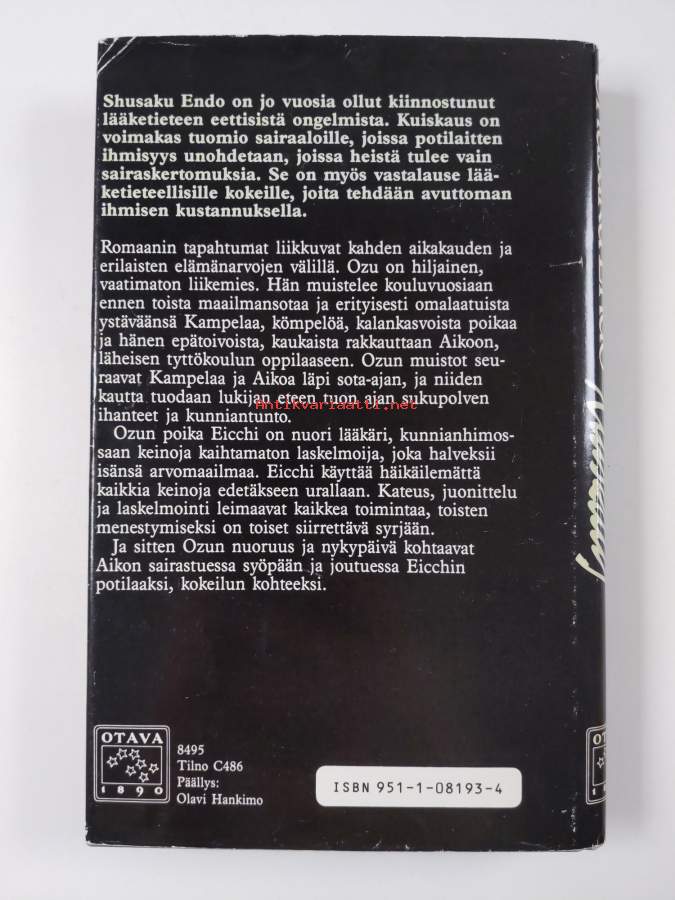 Shusaku Endo on jo vuosia ollut kiinnostunut
lääketieteen eettisistä ongelmista. Kuiskaus on
voimakas tuomio sairaaloille, joissa potilaitten
ihmisyys unohdetaan, joissa heistä tulee vain
sairaskertomuksia. Se on myös vastalause lää-
ketieteellisille kokeille, joita tehdään avuttoman
ihmisen kustannuksella.
Romaanin tapahtumat liikkuvat kahden aikakauden ja
erilaisten elämänarvojen välillä. Ozu on hiljainen,
vaatimaton liikemies. Hän muistelee kouluvuosiaan
ennen toista maailmansotaa ja erityisesti omalaatuista
ystäväänsä Kampelaa, kömpelöä, kalankasvoista poikaa
ja hänen epätoivoista, kaukaista rakkauttaan Aikoon,
läheisen tyttökoulun oppilaaseen. Ozun muistot seu-
raavat Kampelaa ja Aikoa läpi sota-ajan, ja niiden
kautta tuodaan lukijan eteen tuon ajan sukupolven
Antikvariaatti.net
ihanteet ja kunniantunto.
Ozun poika Eicchi on nuori lääkäri, kunnianhimos-
saan keinoja kaihtamaton laskelmoija, joka halveksii
isänsä arvomaailmaa. Eicchi käyttää häikäilemättä
kaikkia keinoja edetäkseen urallaan. Kateus, juonittelu
ja laskelmointi leimaavat kaikkea toimintaa, toisten
menestymiseksi on toiset siirrettävä syrjään.
Ja sitten Ozun nuoruus ja nykypäivä kohtaavat
Aikon sairastuessa syöpään ja joutuessa Eicchin
potilaaksi, kokeilun kohteeksi.
OTAVA
1890
8495
Tilno C486
Päällys:
Olavi Hankimo
ISBN 951-1-08193-4
OTAVA